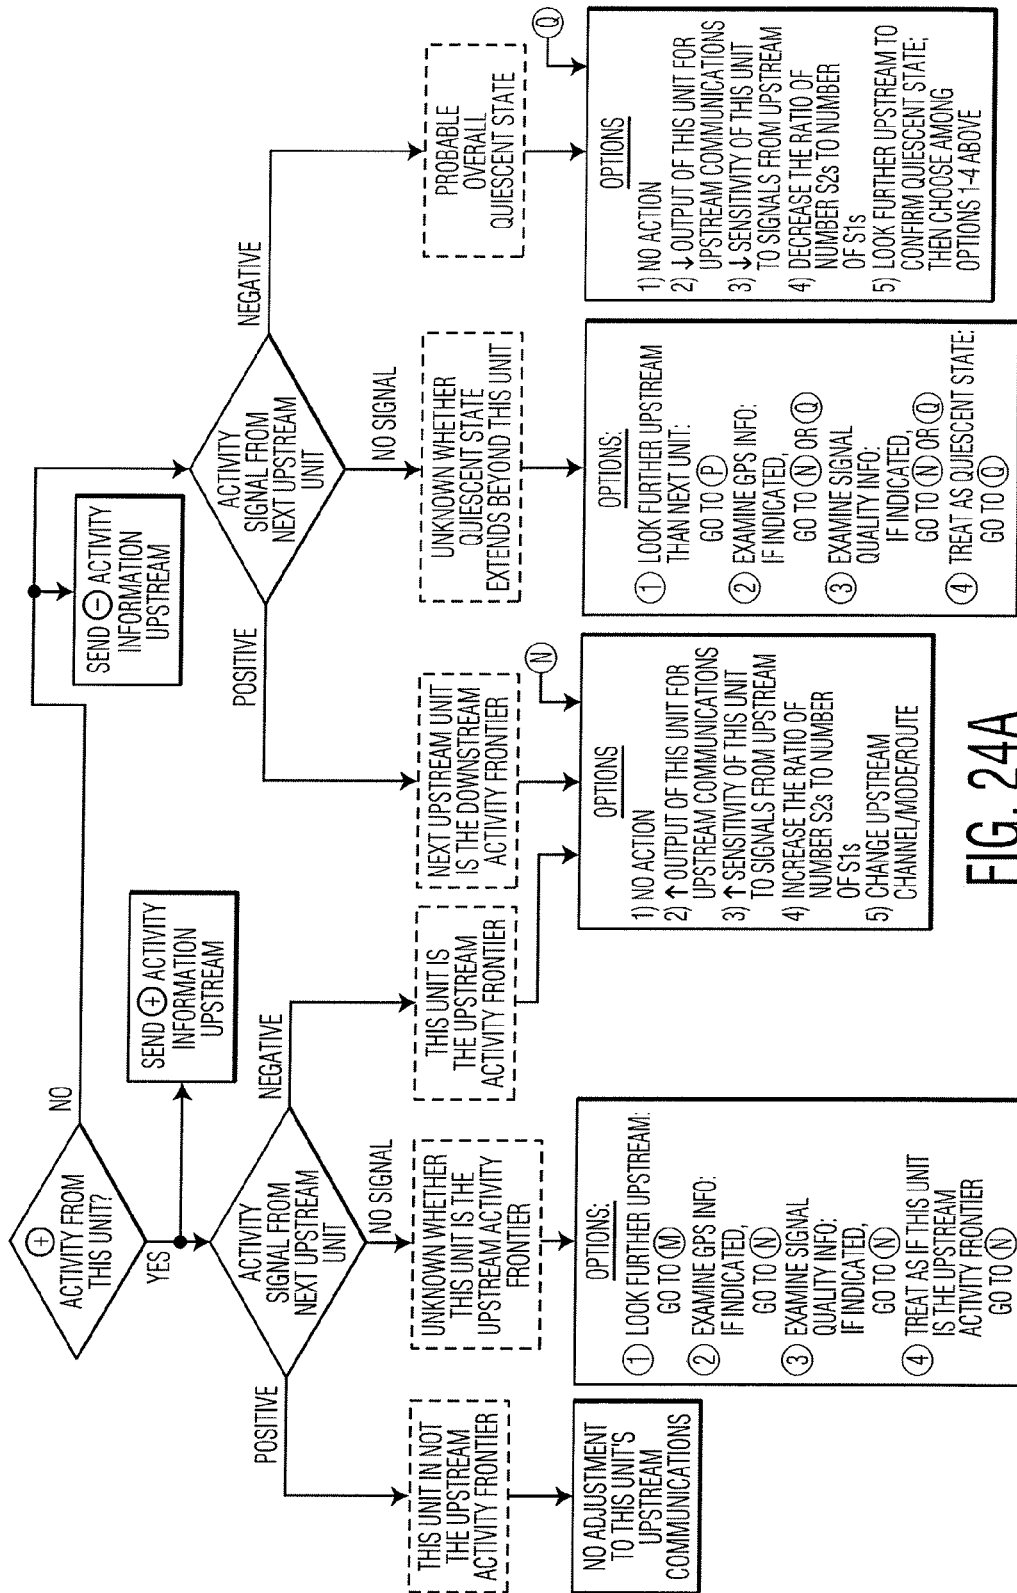 +
ACTIVITY FROM
THIS UNIT?
NO
YES
SEND + ACTIVITY
INFORMATION
UPSTREAM
SEND − ACTIVITY
INFORMATION
UPSTREAM
ACTIVITY
SIGNAL FROM
NEXT UPSTREAM
UNIT
POSITIVE
NO SIGNAL
NEGATIVE
ACTIVITY
SIGNAL FROM
NEXT UPSTREAM
UNIT
POSITIVE
NO SIGNAL
NEGATIVE
THIS UNIT IN NOT
THE UPSTREAM
ACTIVITY FRONTIER
UNKNOWN WHETHER
THIS UNIT IS THE
UPSTREAM ACTIVITY
FRONTIER
THIS UNIT IS
THE UPSTREAM
ACTIVITY FRONTIER
NEXT UPSTREAM UNIT
IS THE DOWNSTREAM
ACTIVITY FRONTIER
UNKNOWN WHETHER
QUIESCENT STATE
EXTENDS BEYOND THIS UNIT
PROBABLE
OVERALL
QUIESCENT STATE
NO ADJUSTMENT
TO THIS UNIT'S
UPSTREAM
COMMUNICATIONS
OPTIONS:
1 LOOK FURTHER UPSTREAM:
GO TO M
2 EXAMINE GPS INFO:
IF INDICATED,
GO TO N
3 EXAMINE SIGNAL
QUALITY INFO:
IF INDICATED,
GO TO N
4 TREAT AS IF THIS UNIT
IS THE UPSTREAM
ACTIVITY FRONTIER
GO TO N
N
OPTIONS
1) NO ACTION
2) ↑ OUTPUT OF THIS UNIT FOR
UPSTREAM COMMUNICATIONS
3) ↑ SENSITIVITY OF THIS UNIT
TO SIGNALS FROM UPSTREAM
4) INCREASE THE RATIO OF
NUMBER S2s TO NUMBER
OF S1s
5) CHANGE UPSTREAM
CHANNEL/MODE/ROUTE
OPTIONS:
1 LOOK FURTHER UPSTREAM
THAN NEXT UNIT:
GO TO P
2 EXAMINE GPS INFO:
IF INDICATED,
GO TO N OR Q
3 EXAMINE SIGNAL
QUALITY INFO:
IF INDICATED,
GO TO N OR Q
4 TREAT AS QUIESCENT STATE:
GO TO Q
Q
OPTIONS
1) NO ACTION
2) ↓ OUTPUT OF THIS UNIT FOR
UPSTREAM COMMUNICATIONS
3) ↓ SENSITIVITY OF THIS UNIT
TO SIGNALS FROM UPSTREAM
4) DECREASE THE RATIO OF
NUMBER S2s TO NUMBER
OF S1s
5) LOOK FURTHER UPSTREAM TO
CONFIRM QUIESCENT STATE;
THEN CHOOSE AMONG
OPTIONS 1-4 ABOVE
FIG. 24A